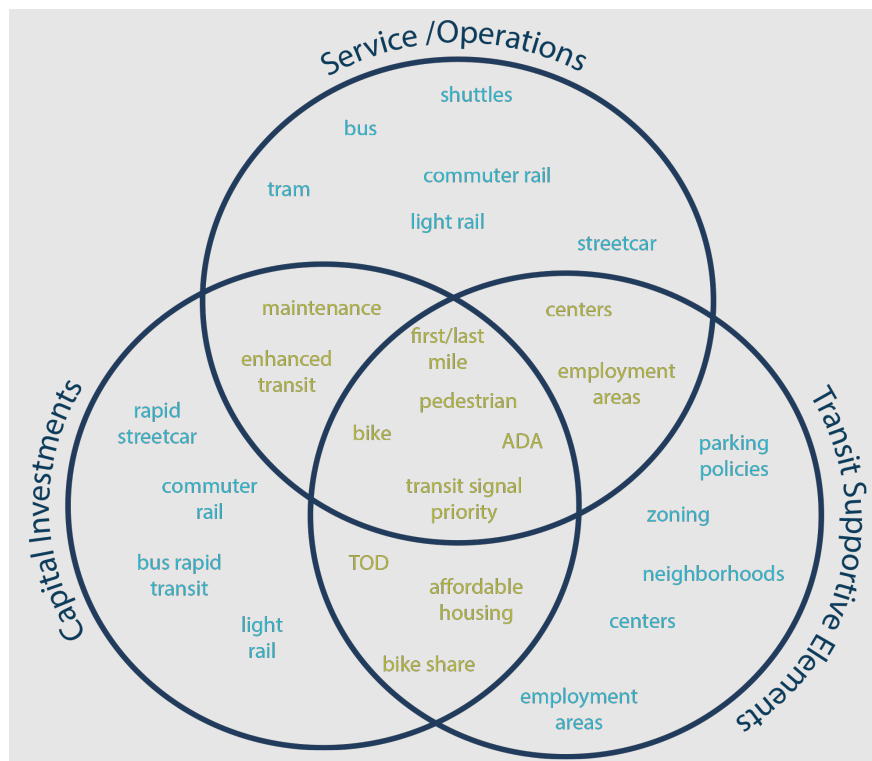 Service /Operations
shuttles
bus
commuter rail
tram
light rail
streetcar
maintenance
centers
first/last
mile
enhanced
transit
employment
areas
pedestrian
bike
ADA
transit signal
priority
Capital Investments
rapid
streetcar
commuter
rail
bus rapid
transit
light
rail
TOD
affordable
housing
bike share
Transit Supportive Elements
parking
policies
zoning
neighborhoods
centers
employment
areas